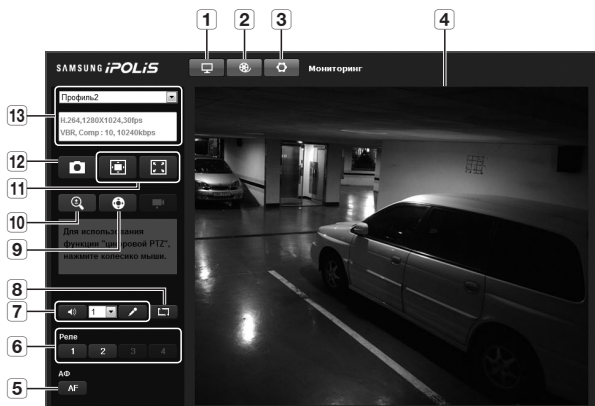 1
2
3
4
SAMSUNG iPOLiS
Мониторинг
13
Профиль2
H.264,1280X1024,30fps
VBR, Comp : 10, 10240kbps
12
11
10
9
Для использования
функции "цифровой PTZ",
нажмите колесико мыши.
8
7
1
6
Реле
1 2 3 4
АФ
5
AF